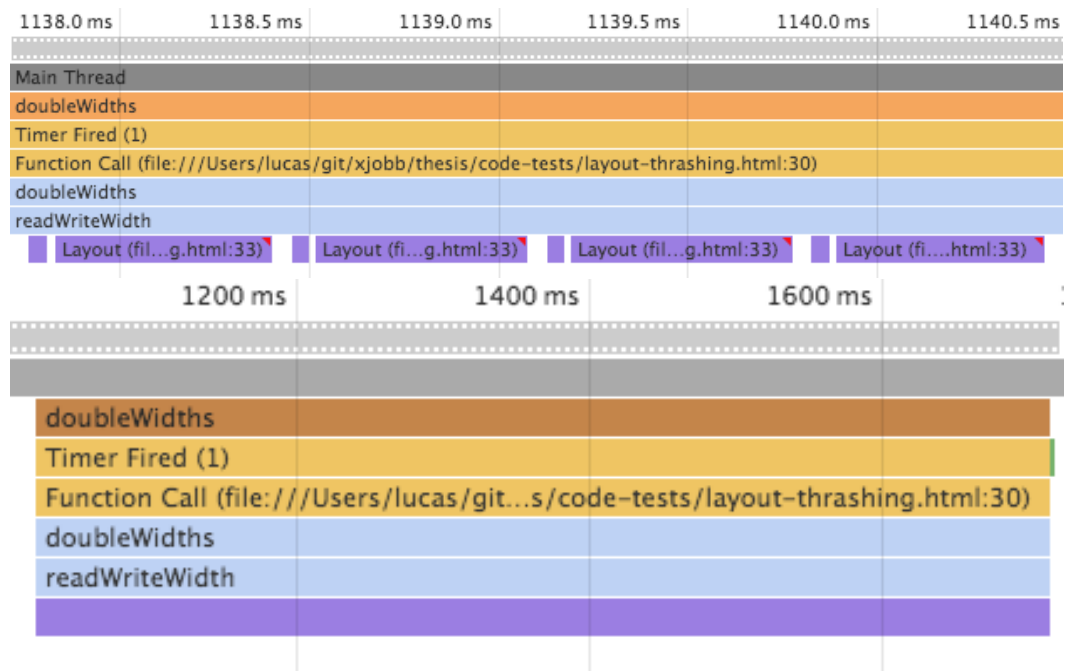 1138.0 ms 1138.5 ms 1139.0 ms 1139.5 ms 1140.0 ms 1140.5 ms
Main Thread
doubleWidths
Timer Fired (1)
Function Call (file:///Users/lucas/git/xjobb/thesis/code-tests/layout-thrashing.html:30)
doubleWidths
readWriteWidth
Layout (fil...g.html:33) Layout (fi...g.html:33) Layout (fil...g.html:33) Layout (fi....html:33)
1200 ms 1400 ms 1600 ms
doubleWidths
Timer Fired (1)
Function Call (file:///Users/lucas/git...s/code-tests/layout-thrashing.html:30)
doubleWidths
readWriteWidth